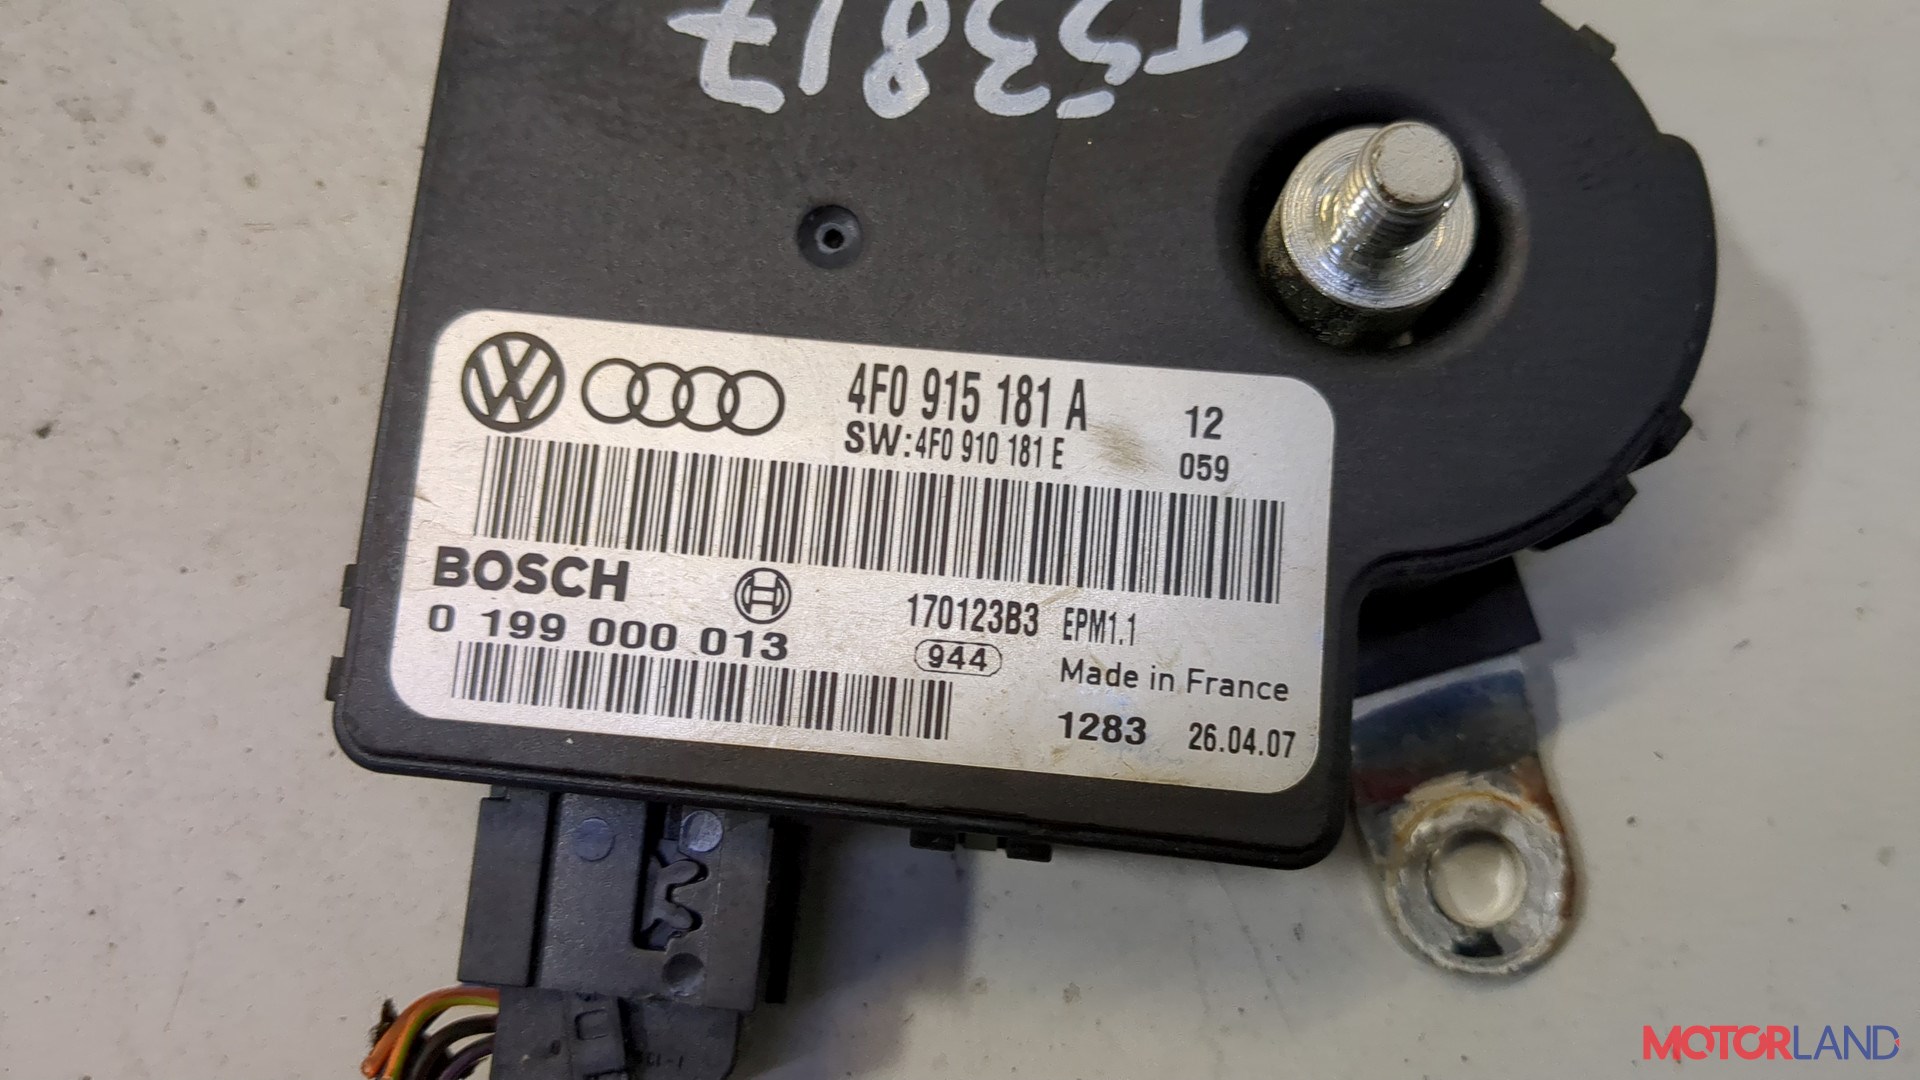 T53817
4F0 915 181 A 12
SW:4F0 910 181 E 059
BOSCH
0 199 000 013
170123B3 EPM1.1
944
Made in France
1283 26.04.07
MOTORLAND